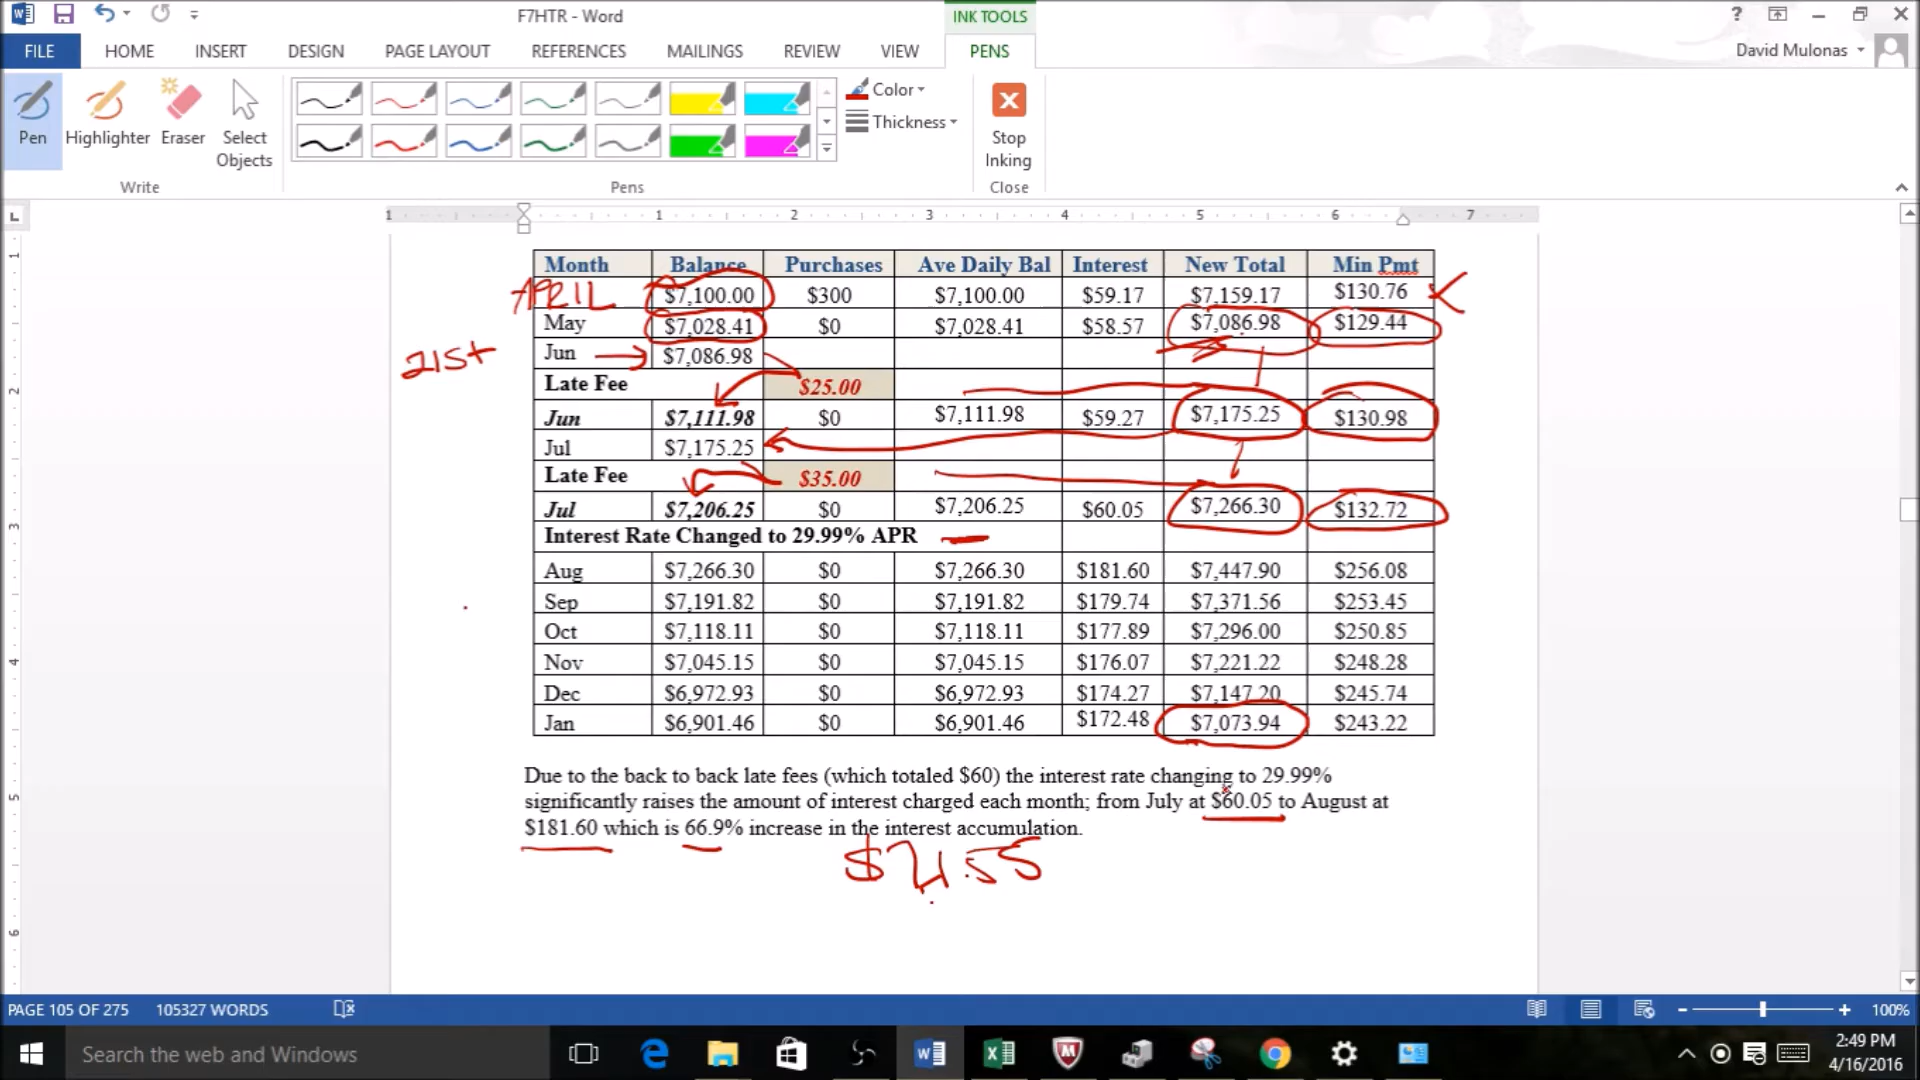 F7HTR - Word
INK TOOLS
FILE HOME INSERT DESIGN PAGE LAYOUT REFERENCES MAILINGS REVIEW VIEW PENS
David Mulonas
Pen Highlighter Eraser Select Objects
Color
Thickness
Stop Inking
Write Pens Close
1 1 2 3 4 5 6 7
Month Balance Purchases Ave Daily Bal Interest New Total Min Pmt
APRIL $7,100.00 $300 $7,100.00 $59.17 $7,159.17 $130.76
May $7,028.41 $0 $7,028.41 $58.57 $7,086.98 $129.44
21st
Jun $7,086.98
Late Fee $25.00
Jun $7,111.98 $0 $7,111.98 $59.27 $7,175.25 $130.98
Jul $7,175.25
Late Fee $35.00
Jul $7,206.25 $0 $7,206.25 $60.05 $7,266.30 $132.72
Interest Rate Changed to 29.99% APR
Aug $7,266.30 $0 $7,266.30 $181.60 $7,447.90 $256.08
Sep $7,191.82 $0 $7,191.82 $179.74 $7,371.56 $253.45
Oct $7,118.11 $0 $7,118.11 $177.89 $7,296.00 $250.85
Nov $7,045.15 $0 $7,045.15 $176.07 $7,221.22 $248.28
Dec $6,972.93 $0 $6,972.93 $174.27 $7,147.20 $245.74
Jan $6,901.46 $0 $6,901.46 $172.48 $7,073.94 $243.22
Due to the back to back late fees (which totaled $60) the interest rate changing to 29.99%
significantly raises the amount of interest charged each month; from July at $60.05 to August at
$181.60 which is 66.9% increase in the interest accumulation.
PAGE 105 OF 275 105327 WORDS 100%
Search the web and Windows
2:49 PM
4/16/2016